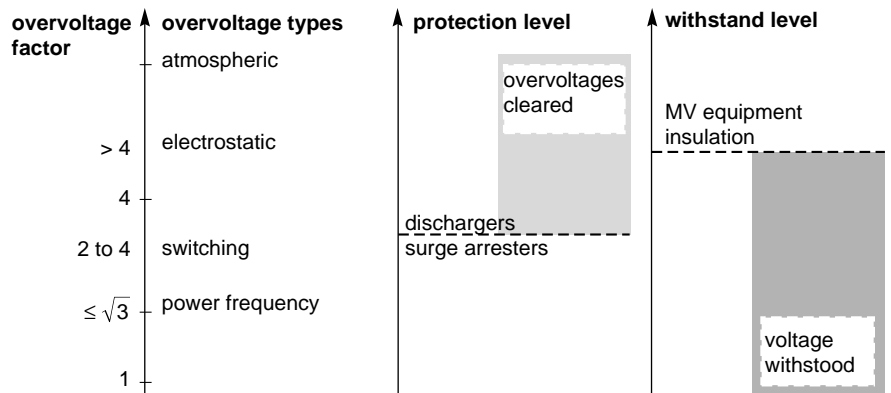 overvoltage
factor
overvoltage types
protection level
withstand level
atmospheric
overvoltages
cleared
MV equipment
insulation
> 4
electrostatic
4
dischargers
surge arresters
2 to 4
switching
≤ √3
power frequency
voltage
withstood
1